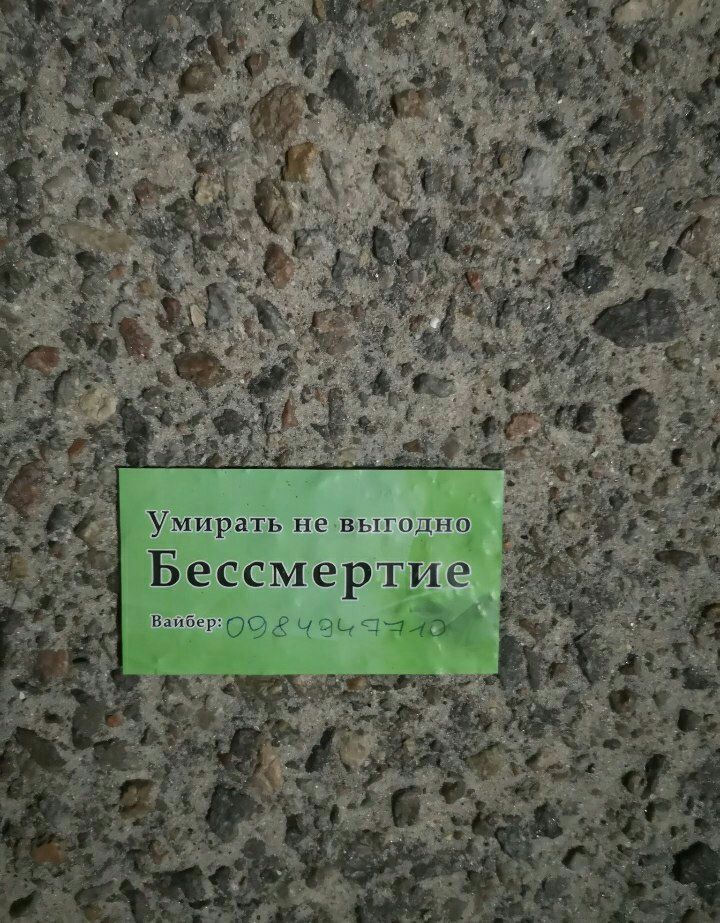 Умирать не выгодно
Бессмертие
Вайбер: 0984947710